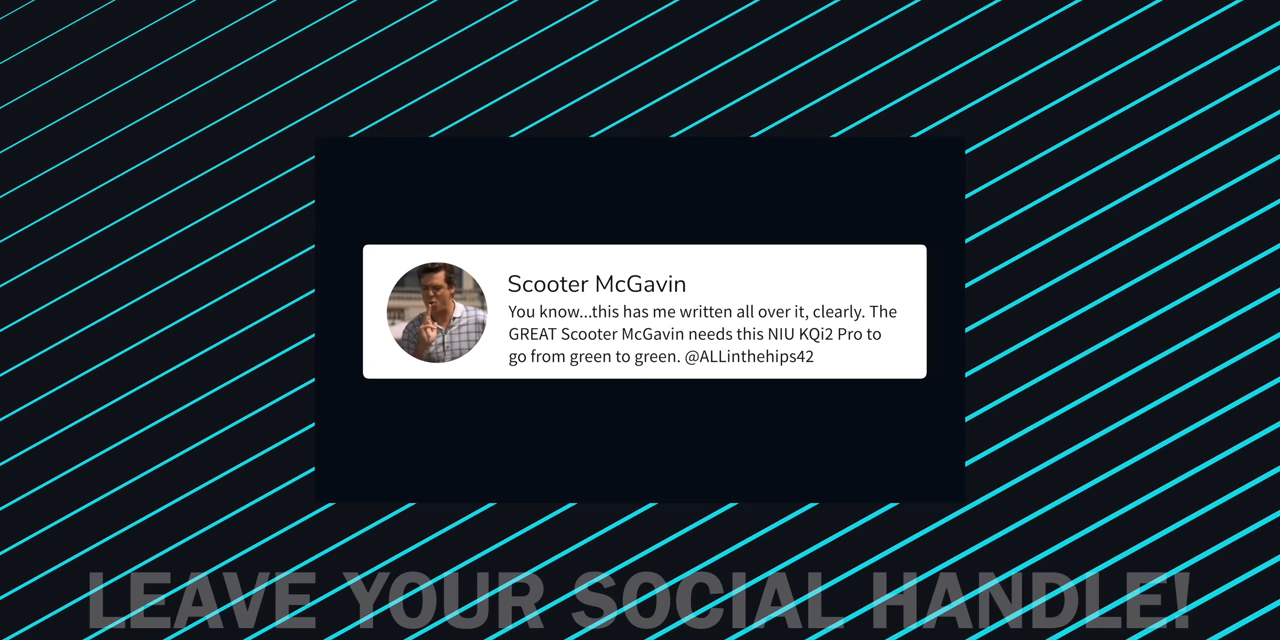 Scooter McGavin
You know...this has me written all over it, clearly. The
GREAT Scooter McGavin needs this NIU KQi2 Pro to
go from green to green. @ALLinthehips42
LEAVE YOUR SOCIAL HANDLE!